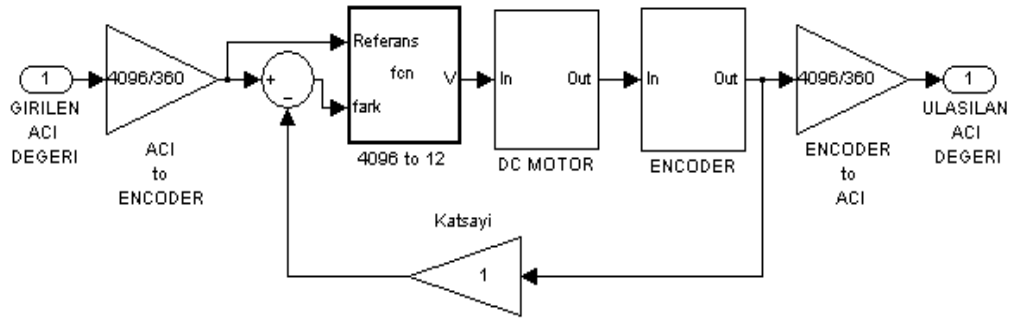 1
GIRILEN
ACI
DEGERI
4096/360
ACI
to
ENCODER
+
−
Referans
fcn
V
fark
4096 to 12
In
Out
DC MOTOR
In
Out
ENCODER
4096/360
ENCODER
to
ACI
1
ULASILAN
ACI
DEGERI
Katsayi
1